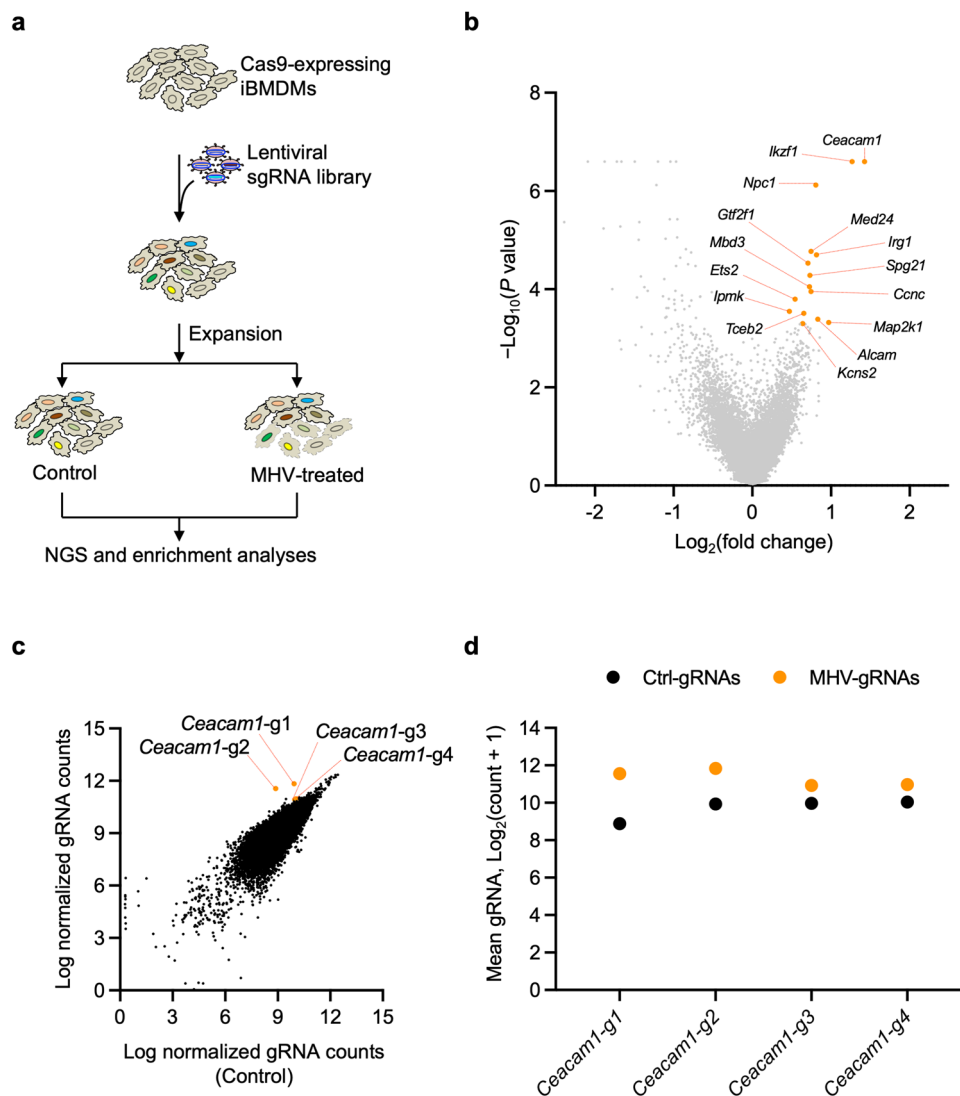 a
Cas9-expressing
iBMDMs
Lentiviral
sgRNA library
Expansion
Control
MHV-treated
NGS and enrichment analyses
b
8
6
4
2
0
-2
-1
0
1
2
−Log10(P value)
Log2(fold change)
Ceacam1
Ikzf1
Npc1
Gtf2f1
Med24
Mbd3
Irg1
Ets2
Spg21
Ipmk
Ccnc
Tceb2
Map2k1
Alcam
Kcns2
c
Log normalized gRNA counts
15
12
9
6
3
0
0
3
6
9
12
15
Log normalized gRNA counts
(Control)
Ceacam1-g1
Ceacam1-g2
Ceacam1-g3
Ceacam1-g4
d
Ctrl-gRNAs
MHV-gRNAs
Mean gRNA, Log2(count + 1)
14
12
10
8
6
4
2
0
Ceacam1-g1
Ceacam1-g2
Ceacam1-g3
Ceacam1-g4